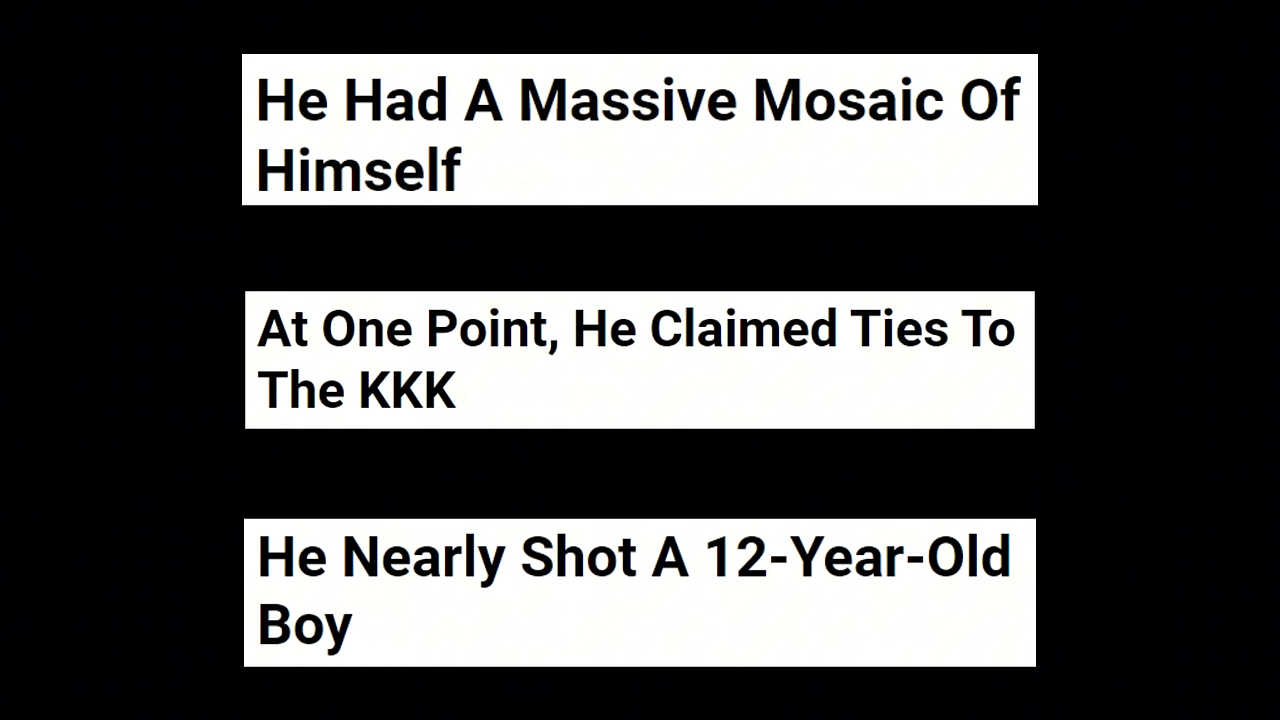 He Had A Massive Mosaic Of
Himself
At One Point, He Claimed Ties To
The KKK
He Nearly Shot A 12-Year-Old
Boy